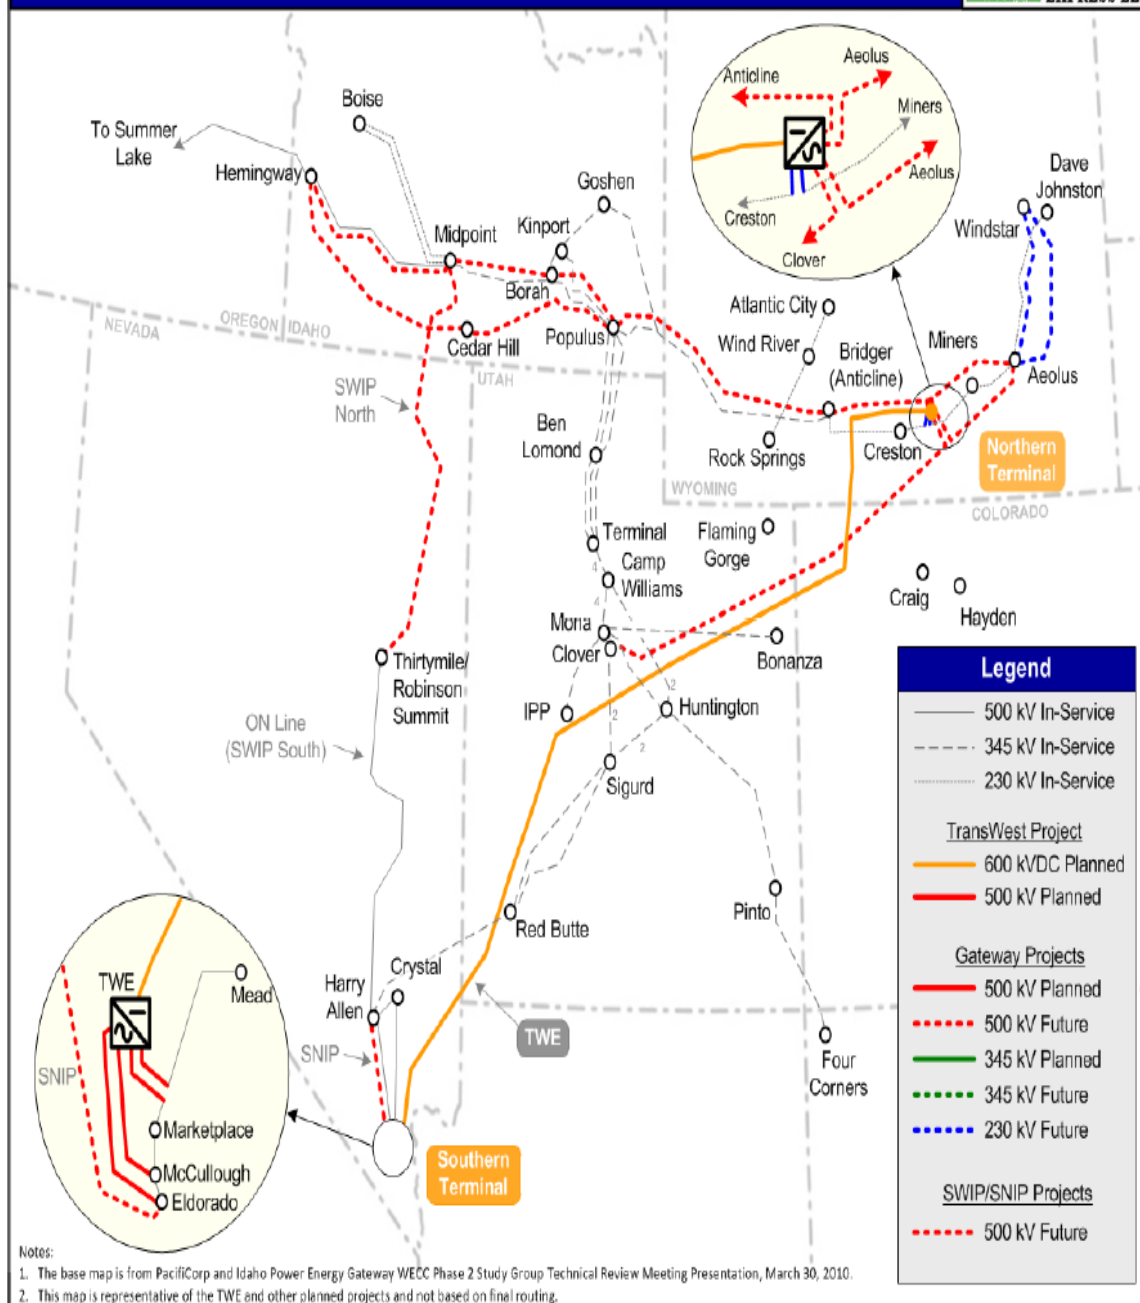 Anticline
Aeolus
Miners
Aeolus
Creston
Clover
Boise
To Summer
Lake
Hemingway
Goshen
Kinport
Midpoint
Borah
Populus
Cedar Hill
Dave
Johnston
Windstar
Atlantic City
Wind River
Bridger
(Anticline)
Miners
Aeolus
NEVADA
OREGON
IDAHO
UTAH
SWIP
North
Ben
Lomond
Rock Springs
Creston
Northern
Terminal
WYOMING
COLORADO
Terminal
Camp
Williams
Flaming
Gorge
Craig
Hayden
4
4
Mona
Clover
Bonanza
Thirtymile/
Robinson
Summit
IPP
2
2
Huntington
2
ON Line
(SWIP South)
Sigurd
Pinto
Red Butte
Harry
Allen
Crystal
SNIP
TWE
Four
Corners
TWE
Mead
SNIP
Marketplace
McCullough
Eldorado
Southern
Terminal
Legend
500 kV In-Service
345 kV In-Service
230 kV In-Service
TransWest Project
600 kVDC Planned
500 kV Planned
Gateway Projects
500 kV Planned
500 kV Future
345 kV Planned
345 kV Future
230 kV Future
SWIP/SNIP Projects
500 kV Future
Notes:
1. The base map is from PacifiCorp and Idaho Power Energy Gateway WECC Phase 2 Study Group Technical Review Meeting Presentation, March 30, 2010.
2. This map is representative of the TWE and other planned projects and not based on final routing.